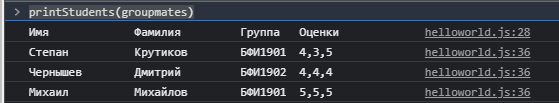 > printStudents(groupmates)
Имя Фамилия Группа Оценки helloworld.js:28
Степан Крутиков БФИ1901 4,3,5 helloworld.js:36
Чернышев Дмитрий БФИ1902 4,4,4 helloworld.js:36
Михаил Михайлов БФИ1901 5,5,5 helloworld.js:36